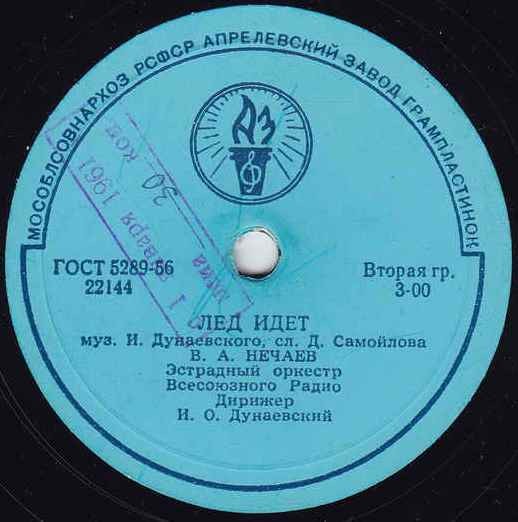 МОСОБЛСОВНАРХОЗ РСФСР АПРЕЛЕВСКИЙ ЗАВОД ГРАМПЛАСТИНОК
АЗ
ГОСТ 5289-56
22144
Вторая гр.
3-00
ЛЕД ИДЕТ
муз. И. Дунаевского, сл. Д. Самойлова
В. А. НЕЧАЕВ
Эстрадный оркестр
Всесоюзного Радио
Дирижер
И. О. Дунаевский
1 января 1961
30 коп